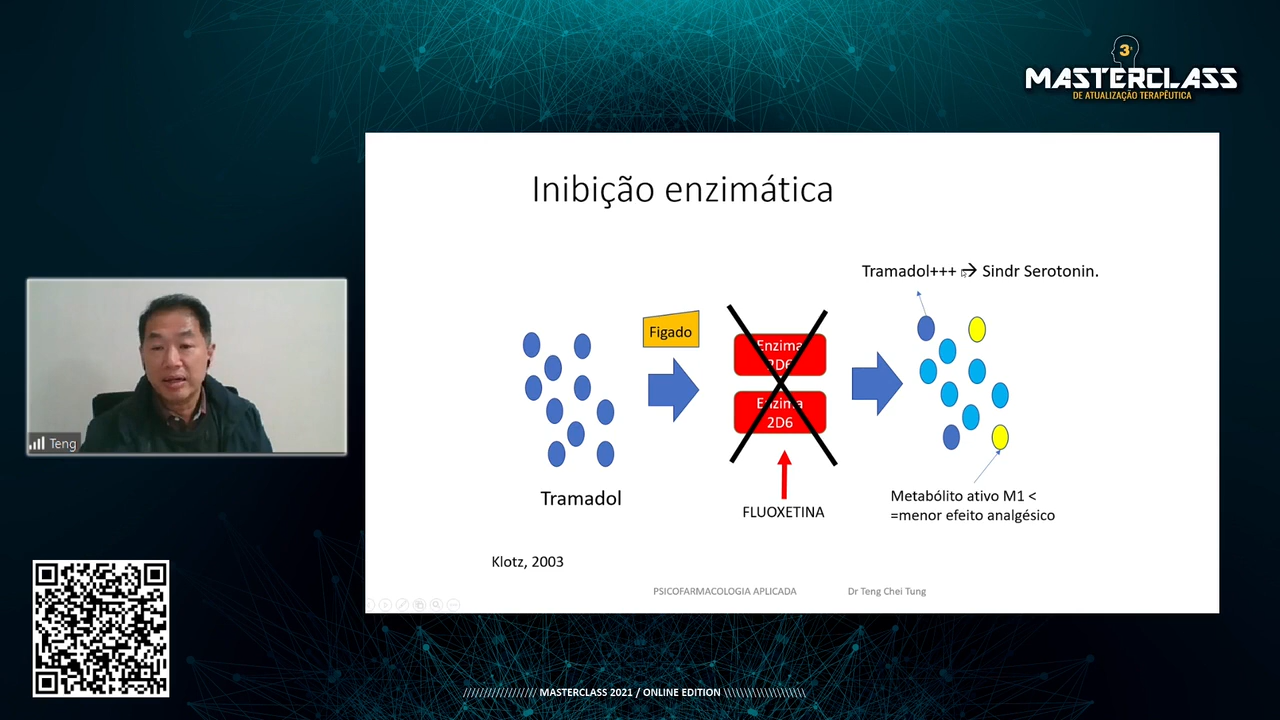 3ª
MASTERCLASS
DE ATUALIZAÇÃO TERAPÊUTICA
Inibição enzimática
Tramadol+++ → Sindr Serotonin.
Figado
Enzima
2D6
Enzima
2D6
Tramadol
FLUOXETINA
Metabólito ativo M1 <
=menor efeito analgésico
Klotz, 2003
PSICOFARMACOLOGIA APLICADA
Dr Teng Chei Tung
Teng
/////////////////// MASTERCLASS 2021 / ONLINE EDITION \\\\\\\\\\\\\\\\\\\\\